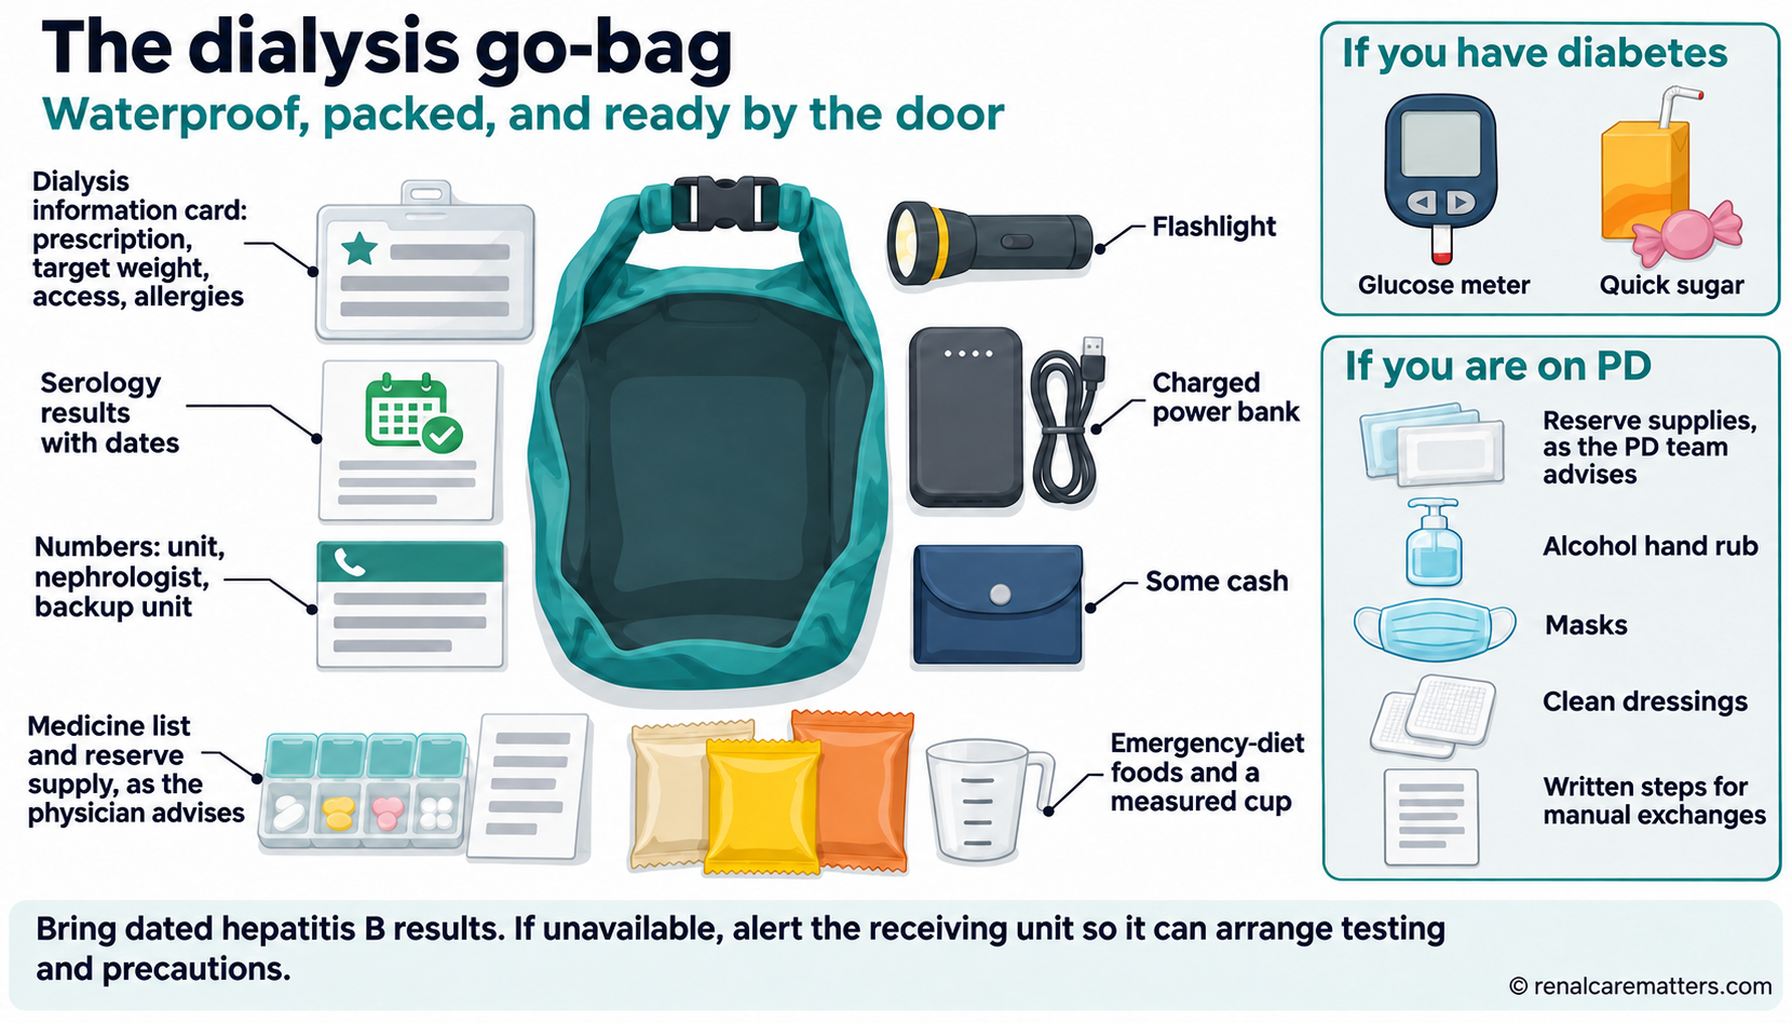 The dialysis go-bag
Waterproof, packed, and ready by the door
Dialysis
information card:
prescription,
target weight,
access, allergies
Serology
results
with dates
Numbers: unit,
nephrologist,
backup unit
Medicine list
and reserve
supply, as the
physician advises
Flashlight
Charged
power bank
Some cash
Emergency-diet
foods and a
measured cup
If you have diabetes
Glucose meter
Quick sugar
If you are on PD
Reserve supplies,
as the PD team
advises
Alcohol hand rub
Masks
Clean dressings
Written steps for
manual exchanges
Bring dated hepatitis B results. If unavailable, alert the receiving unit so it can arrange testing
and precautions.
© renalcarematters.com